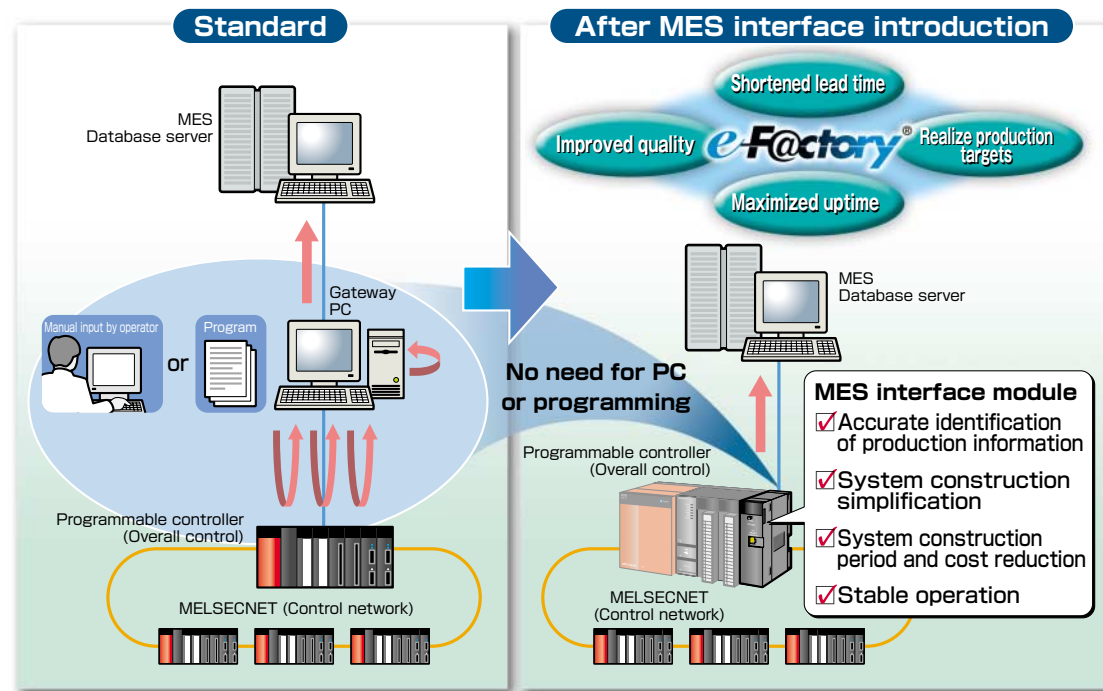 Standard
MES
Database server
Gateway
PC
Manual input by operator
or
Program
Programmable controller
(Overall control)
MELSECNET (Control network)
After MES interface introduction
Shortened lead time
Improved quality
e-F@ctory®
Realize production
targets
Maximized uptime
MES
Database server
No need for PC
or programming
Programmable controller
(Overall control)
MES interface module
Accurate identification
of production information
System construction
simplification
System construction
period and cost reduction
Stable operation
MELSECNET
(Control network)